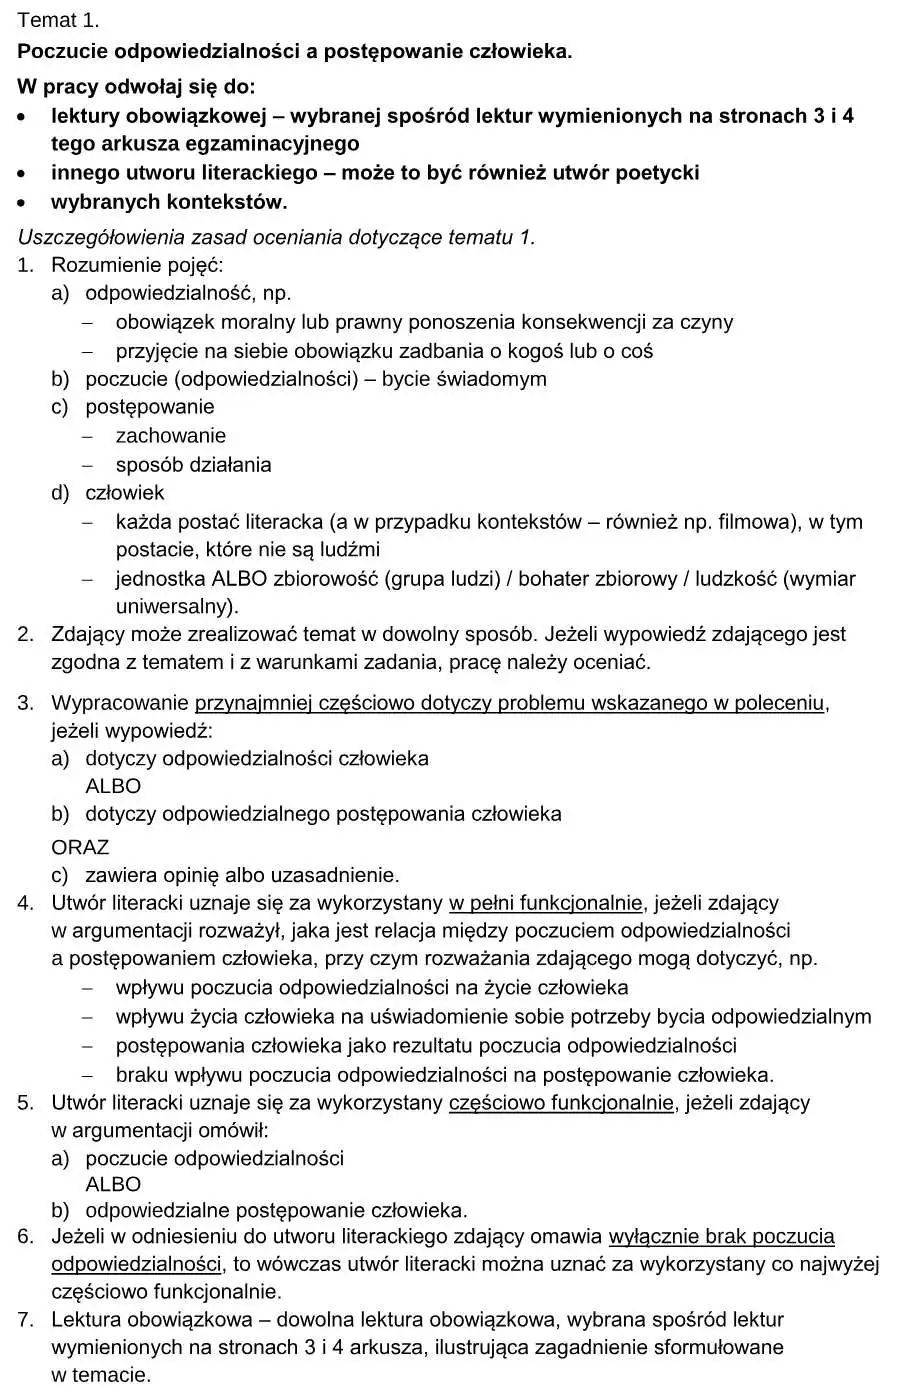 Temat 1.
Poczucie odpowiedzialności a postępowanie człowieka.
W pracy odwołaj się do:
• lektury obowiązkowej – wybranej spośród lektur wymienionych na stronach 3 i 4
tego arkusza egzaminacyjnego
• innego utworu literackiego – może to być również utwór poetycki
• wybranych kontekstów.
Uszczegółowienia zasad oceniania dotyczące tematu 1.
1. Rozumienie pojęć:
a) odpowiedzialność, np.
– obowiązek moralny lub prawny ponoszenia konsekwencji za czyny
– przyjęcie na siebie obowiązku zadbania o kogoś lub o coś
b) poczucie (odpowiedzialności) – bycie świadomym
c) postępowanie
– zachowanie
– sposób działania
d) człowiek
– każda postać literacka (a w przypadku kontekstów – również np. filmowa), w tym
postacie, które nie są ludźmi
– jednostka ALBO zbiorowość (grupa ludzi) / bohater zbiorowy / ludzkość (wymiar
uniwersalny).
2. Zdający może zrealizować temat w dowolny sposób. Jeżeli wypowiedź zdającego jest
zgodna z tematem i z warunkami zadania, pracę należy oceniać.
3. Wypracowanie przynajmniej częściowo dotyczy problemu wskazanego w poleceniu,
jeżeli wypowiedź:
a) dotyczy odpowiedzialności człowieka
ALBO
b) dotyczy odpowiedzialnego postępowania człowieka
ORAZ
c) zawiera opinię albo uzasadnienie.
4. Utwór literacki uznaje się za wykorzystany w pełni funkcjonalnie, jeżeli zdający
w argumentacji rozważył, jaka jest relacja między poczuciem odpowiedzialności
a postępowaniem człowieka, przy czym rozważania zdającego mogą dotyczyć, np.
– wpływu poczucia odpowiedzialności na życie człowieka
– wpływu życia człowieka na uświadomienie sobie potrzeby bycia odpowiedzialnym
– postępowania człowieka jako rezultatu poczucia odpowiedzialności
– braku wpływu poczucia odpowiedzialności na postępowanie człowieka.
5. Utwór literacki uznaje się za wykorzystany częściowo funkcjonalnie, jeżeli zdający
w argumentacji omówił:
a) poczucie odpowiedzialności
ALBO
b) odpowiedzialne postępowanie człowieka.
6. Jeżeli w odniesieniu do utworu literackiego zdający omawia wyłącznie brak poczucia
odpowiedzialności, to wówczas utwór literacki można uznać za wykorzystany co najwyżej
częściowo funkcjonalnie.
7. Lektura obowiązkowa – dowolna lektura obowiązkowa, wybrana spośród lektur
wymienionych na stronach 3 i 4 arkusza, ilustrująca zagadnienie sformułowane
w temacie.